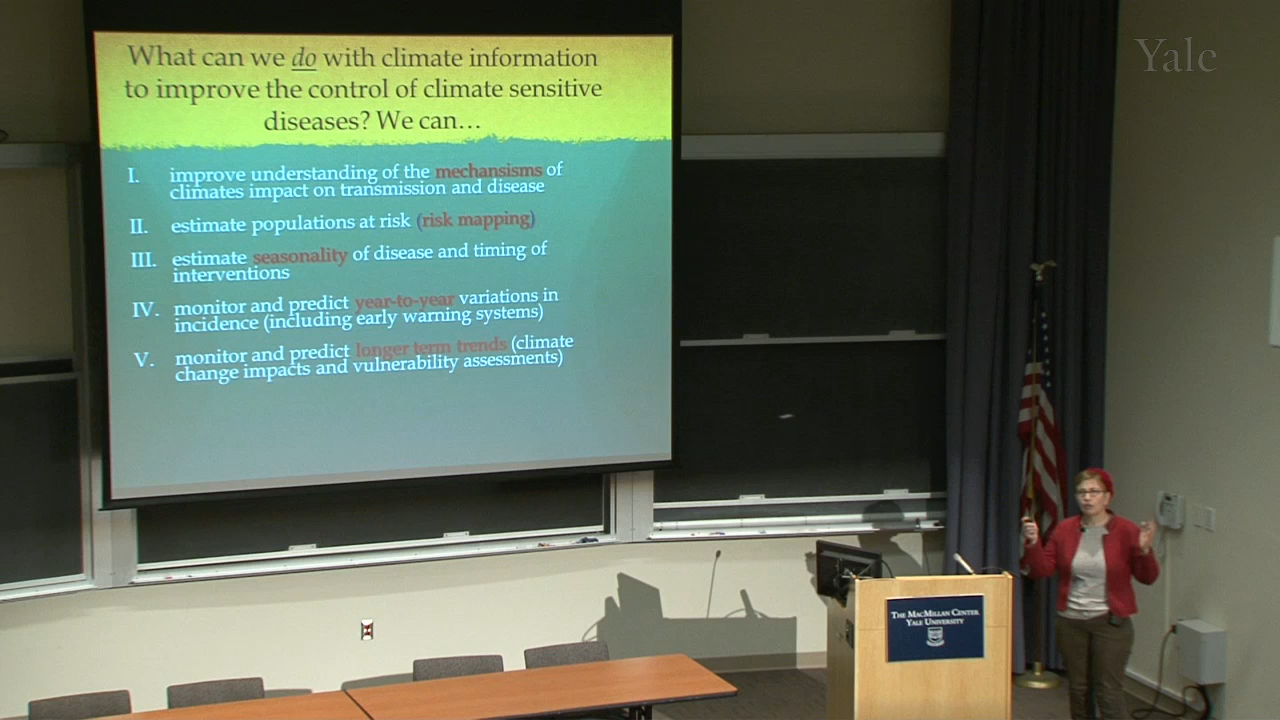 What can we do with climate information
to improve the control of climate sensitive
diseases? We can…
I. improve understanding of the mechansisms of
climates impact on transmission and disease
II. estimate populations at risk (risk mapping)
III. estimate seasonality of disease and timing of
interventions
IV. monitor and predict year-to-year variations in
incidence (including early warning systems)
V. monitor and predict longer term trends (climate
change impacts and vulnerability assessments)
Yale
THE MACMILLAN CENTER
YALE UNIVERSITY